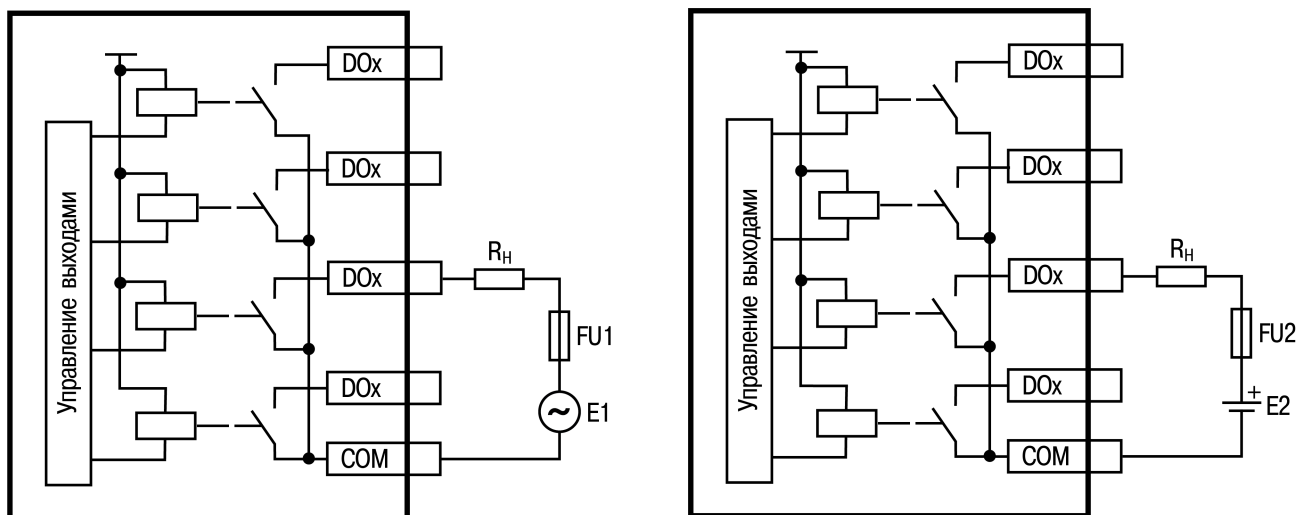 Управление выходами
DOx
DOx
DOx
DOx
COM
RН
FU1
~
E1
Управление выходами
DOx
DOx
DOx
DOx
COM
RН
FU2
+
E2